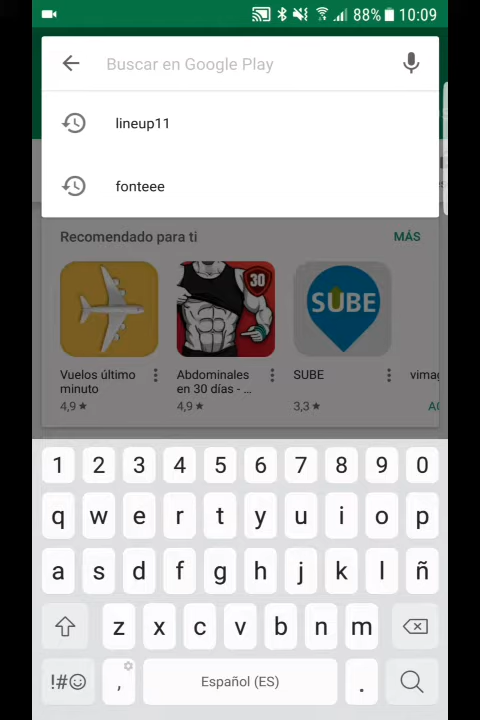 88% 10:09
Buscar en Google Play
lineup11
fonteee
Recomendado para ti MÁS
30
SUBE
Vuelos último minuto
Abdominales en 30 días - ...
SUBE
vimag
4,9 ★
4,9 ★
3,3 ★
1 2 3 4 5 6 7 8 9 0
q w e r t y u i o p
a s d f g h j k l ñ
z x c v b n m
!#☺ , Español (ES) .